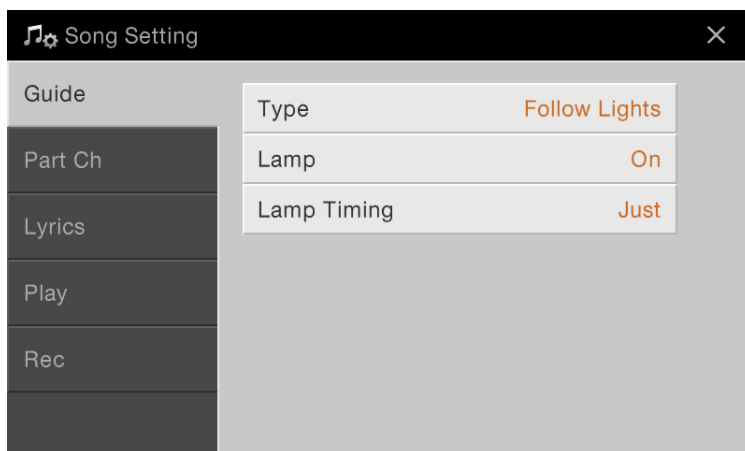 Song Setting
Guide
Type Follow Lights
Part Ch
Lamp On
Lamp Timing Just
Lyrics
Play
Rec